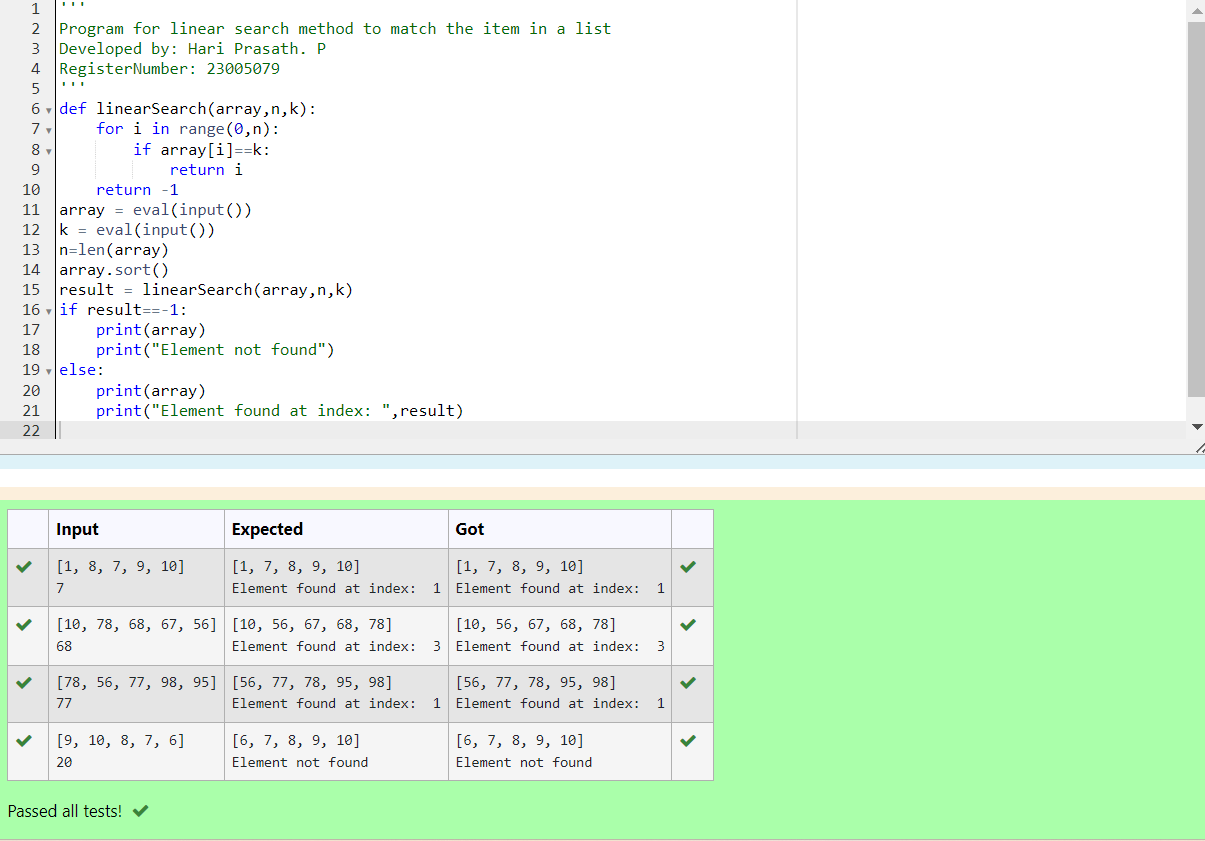 1 '''
2 Program for linear search method to match the item in a list
3 Developed by: Hari Prasath. P
4 RegisterNumber: 23005079
5 '''
6 def linearSearch(array,n,k):
7     for i in range(0,n):
8         if array[i]==k:
9             return i
10     return -1
11 array = eval(input())
12 k = eval(input())
13 n=len(array)
14 array.sort()
15 result = linearSearch(array,n,k)
16 if result==-1:
17     print(array)
18     print("Element not found")
19 else:
20     print(array)
21     print("Element found at index: ",result)
22
Input Expected Got
[1, 8, 7, 9, 10] [1, 7, 8, 9, 10] [1, 7, 8, 9, 10]
7 Element found at index:  1 Element found at index:  1
[10, 78, 68, 67, 56] [10, 56, 67, 68, 78] [10, 56, 67, 68, 78]
68 Element found at index:  3 Element found at index:  3
[78, 56, 77, 98, 95] [56, 77, 78, 95, 98] [56, 77, 78, 95, 98]
77 Element found at index:  1 Element found at index:  1
[9, 10, 8, 7, 6] [6, 7, 8, 9, 10] [6, 7, 8, 9, 10]
20 Element not found Element not found
Passed all tests!